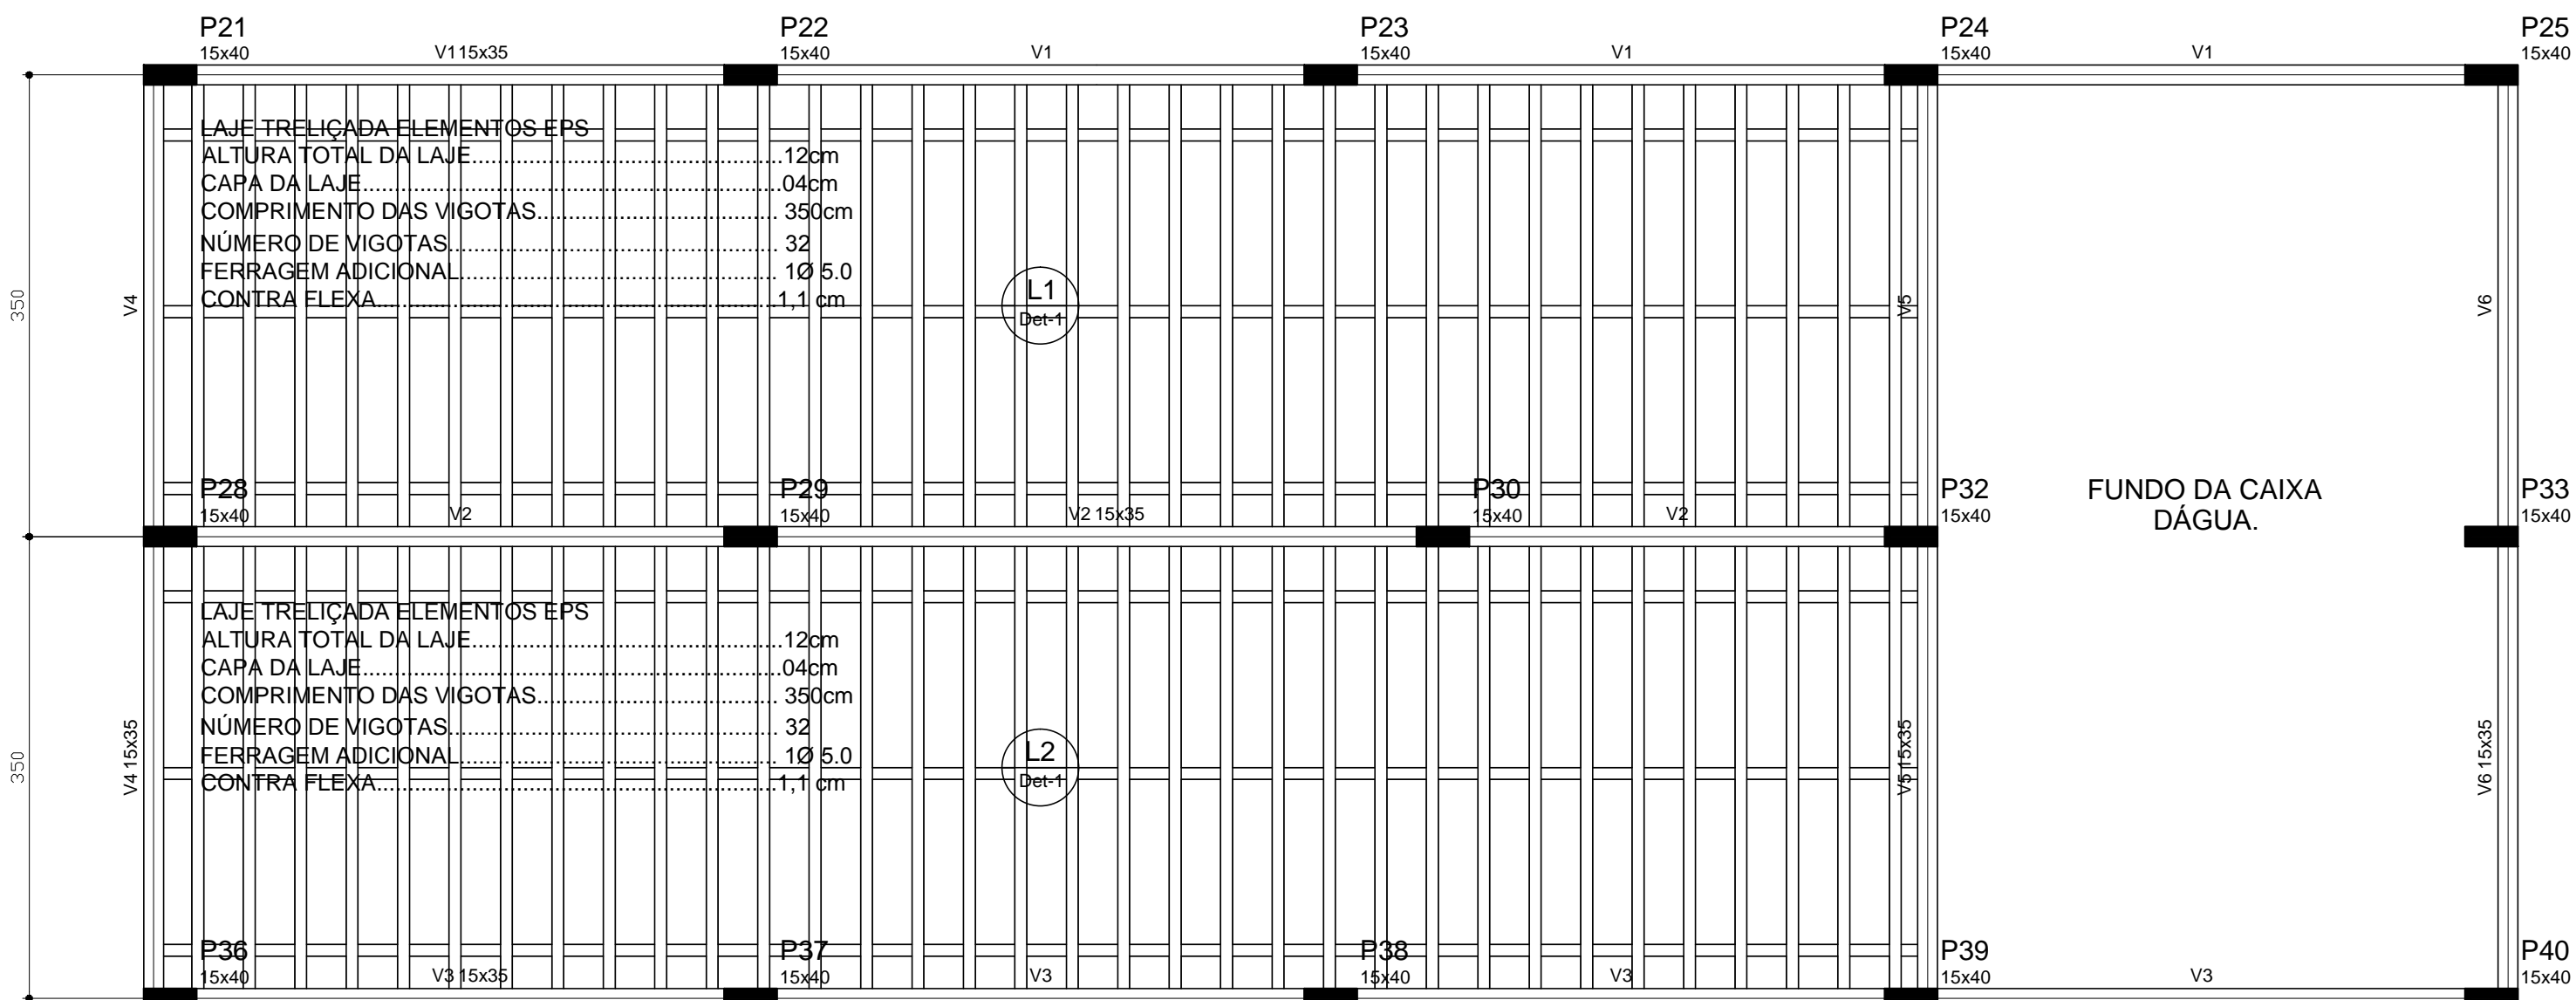 P21
15x40
V1 15x35
P22
15x40
V1
P23
15x40
V1
P24
15x40
V1
P25
15x40
LAJE TRELIÇADA ELEMENTOS EPS
ALTURA TOTAL DA LAJE..................................................12cm
CAPA DA LAJE...................................................................04cm
COMPRIMENTO DAS VIGOTAS....................................... 350cm
NÚMERO DE VIGOTAS..................................................... 32
FERRAGEM ADICIONAL................................................... 1Ø 5.0
CONTRA FLEXA................................................................1,1 cm
350
V4
L1
Det-1
V5
V6
P28
15x40
V2
P29
15x40
V2 15x35
P30
15x40
V2
P32
15x40
FUNDO DA CAIXA
DÁGUA.
P33
15x40
LAJE TRELIÇADA ELEMENTOS EPS
ALTURA TOTAL DA LAJE..................................................12cm
CAPA DA LAJE...................................................................04cm
COMPRIMENTO DAS VIGOTAS....................................... 350cm
NÚMERO DE VIGOTAS..................................................... 32
FERRAGEM ADICIONAL................................................... 1Ø 5.0
CONTRA FLEXA................................................................1,1 cm
350
V4 15x35
L2
Det-1
V5 15x35
V6 15x35
P36
15x40
V3 15x35
P37
15x40
V3
P38
15x40
V3
P39
15x40
V3
P40
15x40